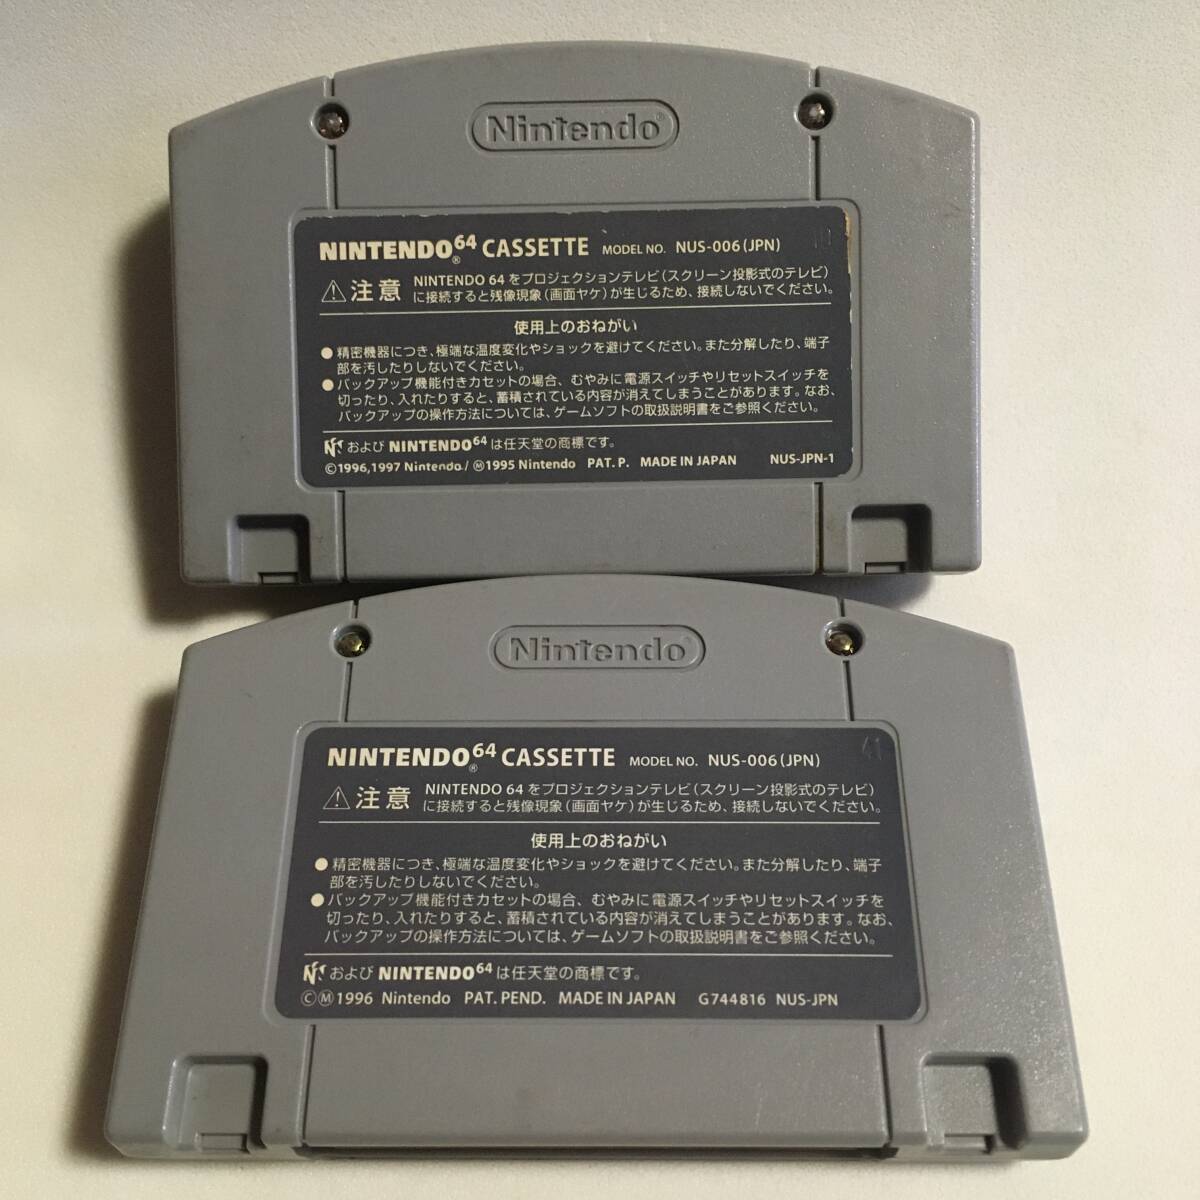 Nintendo®
NINTENDO64® CASSETTE MODEL NO. NUS-006 (JPN)
⚠注意 NINTENDO 64 をプロジェクションテレビ(スクリーン投影式のテレビ)
に接続すると残像現象(画面ヤケ)が生じるため、接続しないでください。
使用上のおねがい
●精密機器につき、極端な温度変化やショックを避けてください。また分解したり、端子
部を汚したりしないでください。
●バックアップ機能付きカセットの場合、むやみに電源スイッチやリセットスイッチを
切ったり、入れたりすると、蓄積されている内容が消えてしまうことがあります。なお、
バックアップの操作方法については、ゲームソフトの取扱説明書をご参照ください。
および NINTENDO64 は任天堂の商標です。
©1996,1997 Nintendo/Ⓜ1995 Nintendo PAT. P. MADE IN JAPAN NUS-JPN-1
Nintendo®
NINTENDO64® CASSETTE MODEL NO. NUS-006 (JPN)
41
⚠注意 NINTENDO 64 をプロジェクションテレビ(スクリーン投影式のテレビ)
に接続すると残像現象(画面ヤケ)が生じるため、接続しないでください。
使用上のおねがい
●精密機器につき、極端な温度変化やショックを避けてください。また分解したり、端子
部を汚したりしないでください。
●バックアップ機能付きカセットの場合、むやみに電源スイッチやリセットスイッチを
切ったり、入れたりすると、蓄積されている内容が消えてしまうことがあります。なお、
バックアップの操作方法については、ゲームソフトの取扱説明書をご参照ください。
および NINTENDO64 は任天堂の商標です。
©Ⓜ1996 Nintendo PAT. PEND. MADE IN JAPAN G744816 NUS-JPN